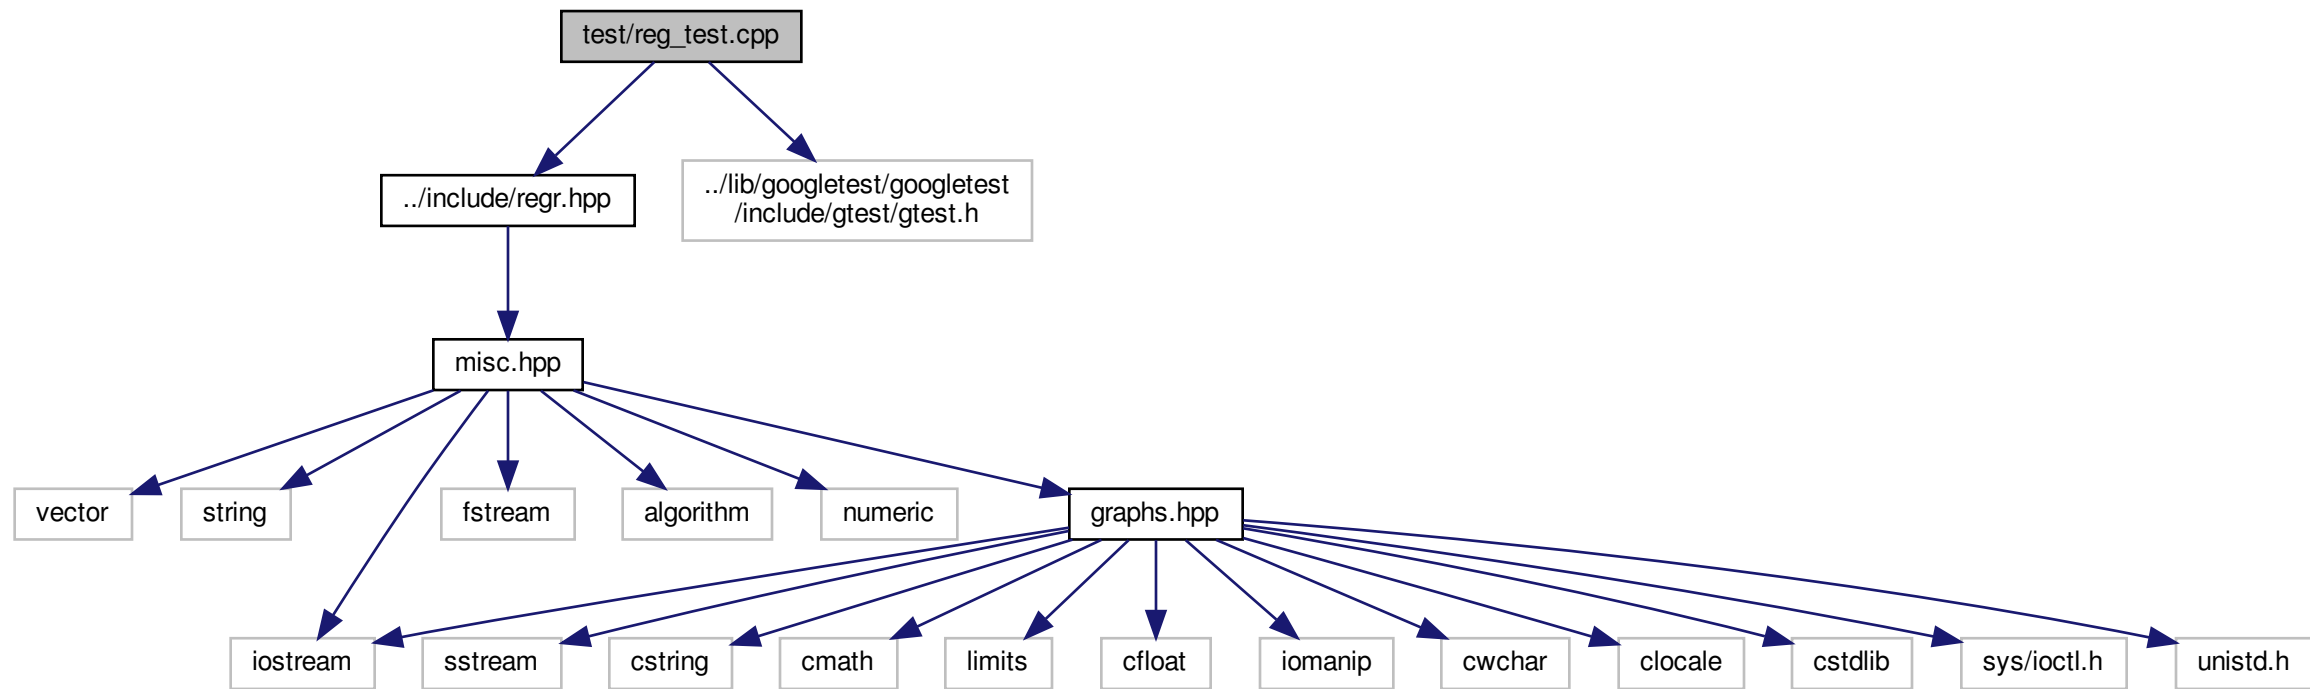 test/reg_test.cpp
../include/regr.hpp
../lib/googletest/googletest
/include/gtest/gtest.h
misc.hpp
vector
string
fstream
algorithm
numeric
graphs.hpp
iostream
sstream
cstring
cmath
limits
cfloat
iomanip
cwchar
clocale
cstdlib
sys/ioctl.h
unistd.h